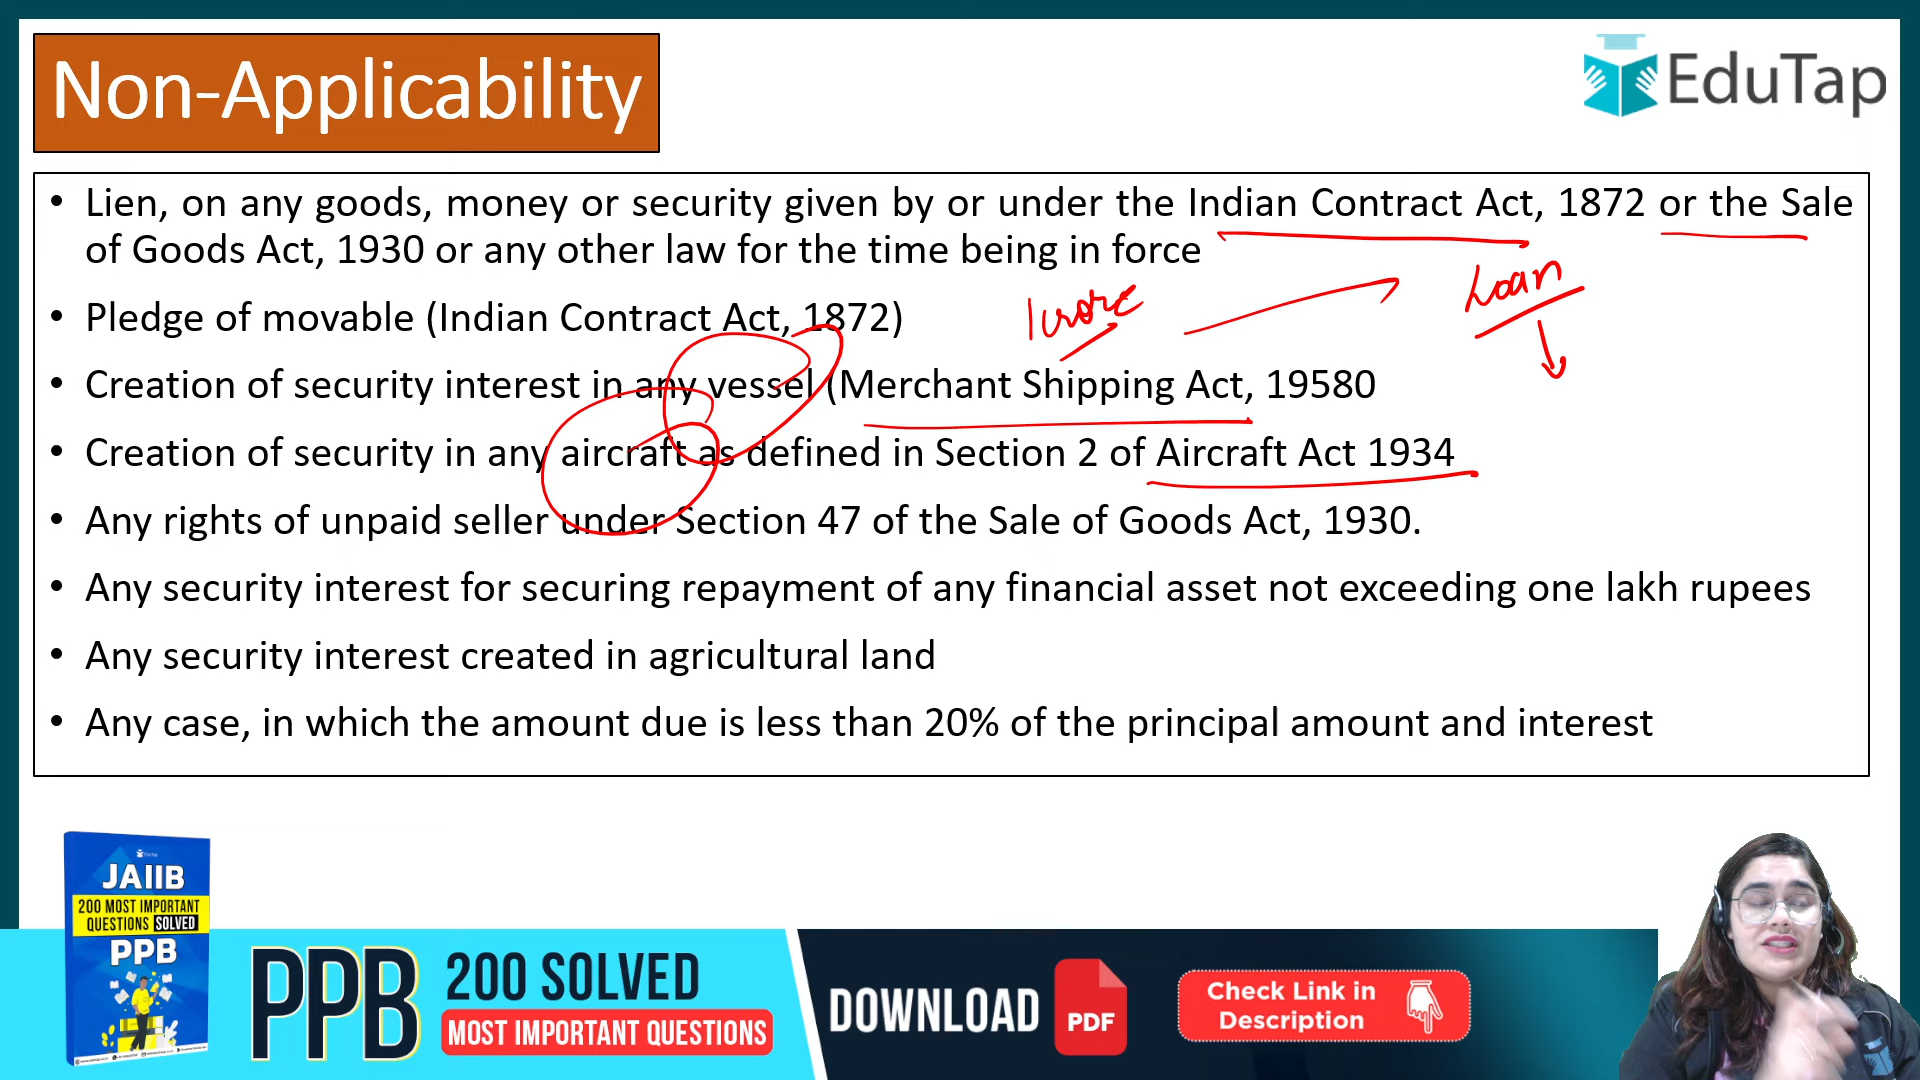 Non-Applicability
EduTap
• Lien, on any goods, money or security given by or under the Indian Contract Act, 1872 or the Sale
of Goods Act, 1930 or any other law for the time being in force
• Pledge of movable (Indian Contract Act, 1872)
1crore
Loan
• Creation of security interest in any vessel (Merchant Shipping Act, 19580
• Creation of security in any aircraft as defined in Section 2 of Aircraft Act 1934
• Any rights of unpaid seller under Section 47 of the Sale of Goods Act, 1930.
• Any security interest for securing repayment of any financial asset not exceeding one lakh rupees
• Any security interest created in agricultural land
• Any case, in which the amount due is less than 20% of the principal amount and interest
JAIIB
200 MOST IMPORTANT
QUESTIONS SOLVED
PPB
PPB
200 SOLVED
MOST IMPORTANT QUESTIONS
DOWNLOAD
PDF
Check Link in
Description